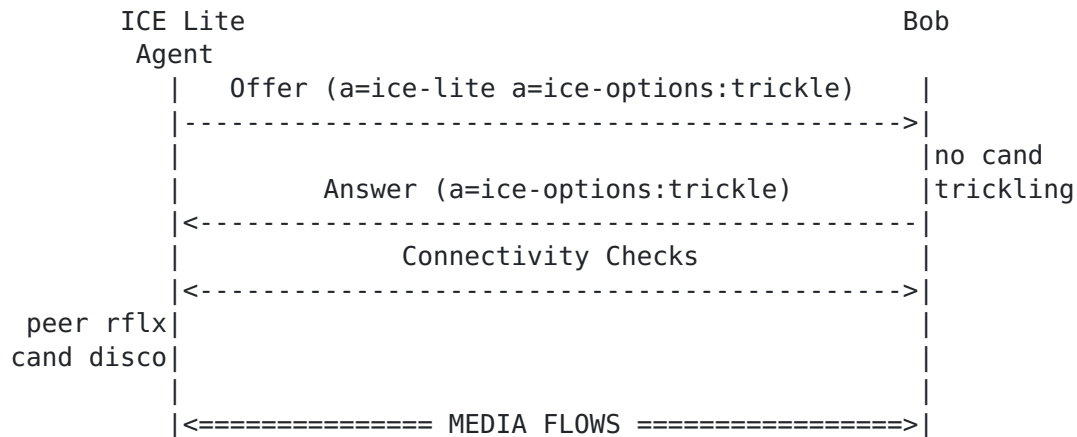 ICE Lite Bob
Agent
| Offer (a=ice-lite a=ice-options:trickle) |
|---------------------------------------------->|
| |no cand
| Answer (a=ice-options:trickle) |trickling
|<----------------------------------------------|
| Connectivity Checks |
|<--------------------------------------------->|
peer rflx| |
cand disco| |
| |
|<=============== MEDIA FLOWS =================>|